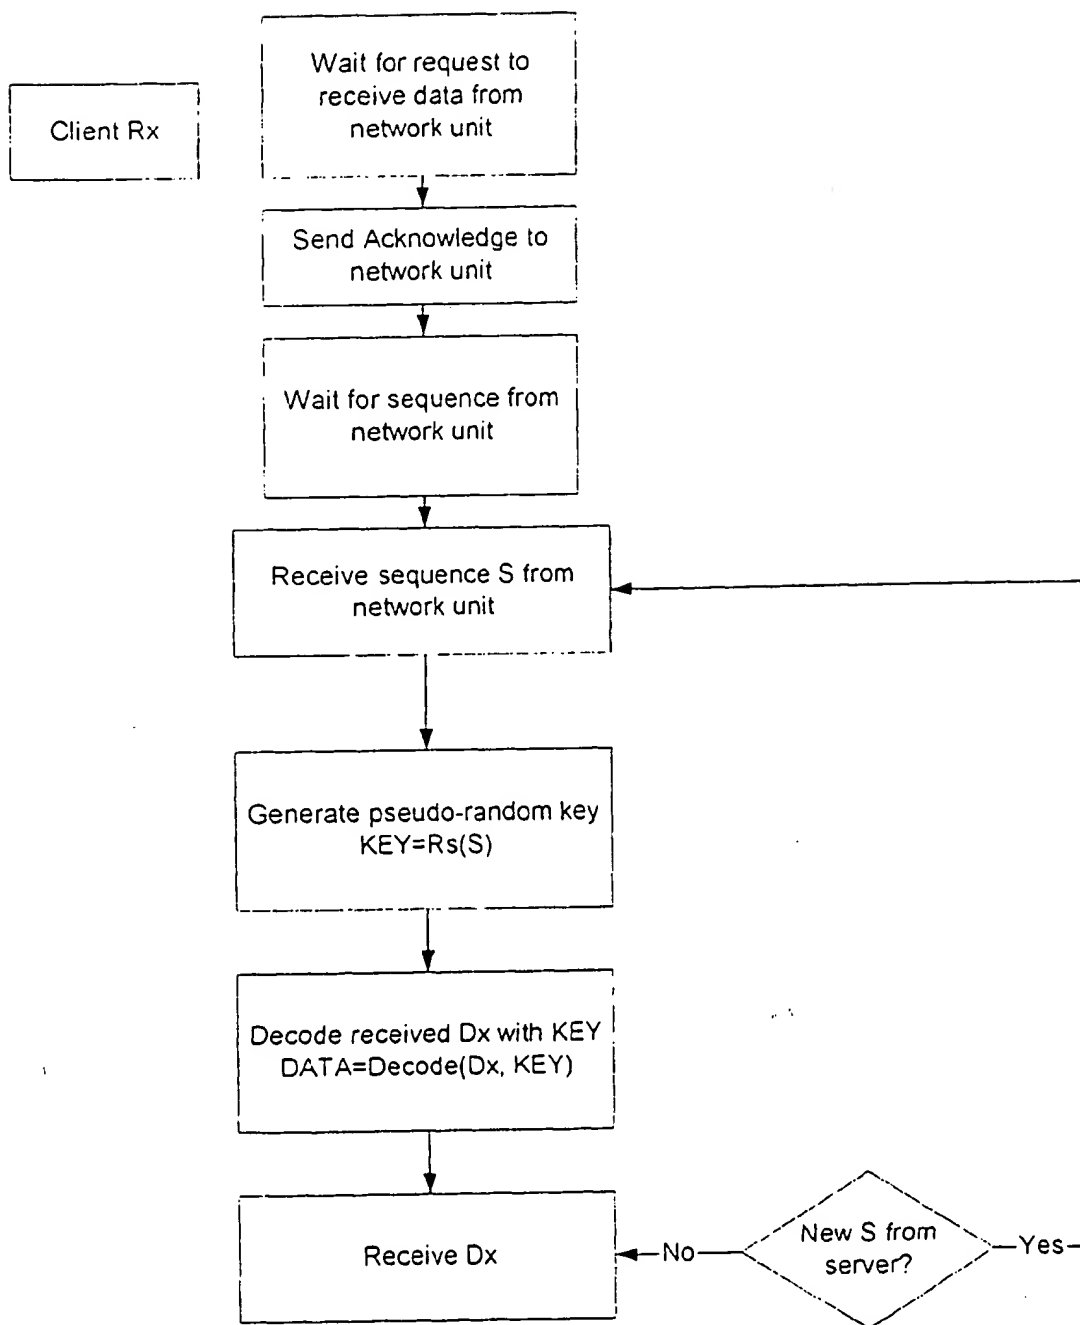 Client Rx
Wait for request to
receive data from
network unit
Send Acknowledge to
network unit
Wait for sequence from
network unit
Receive sequence S from
network unit
Generate pseudo-random key
KEY=Rs(S)
Decode received Dx with KEY
DATA=Decode(Dx, KEY)
Receive Dx
No
New S from
server?
Yes